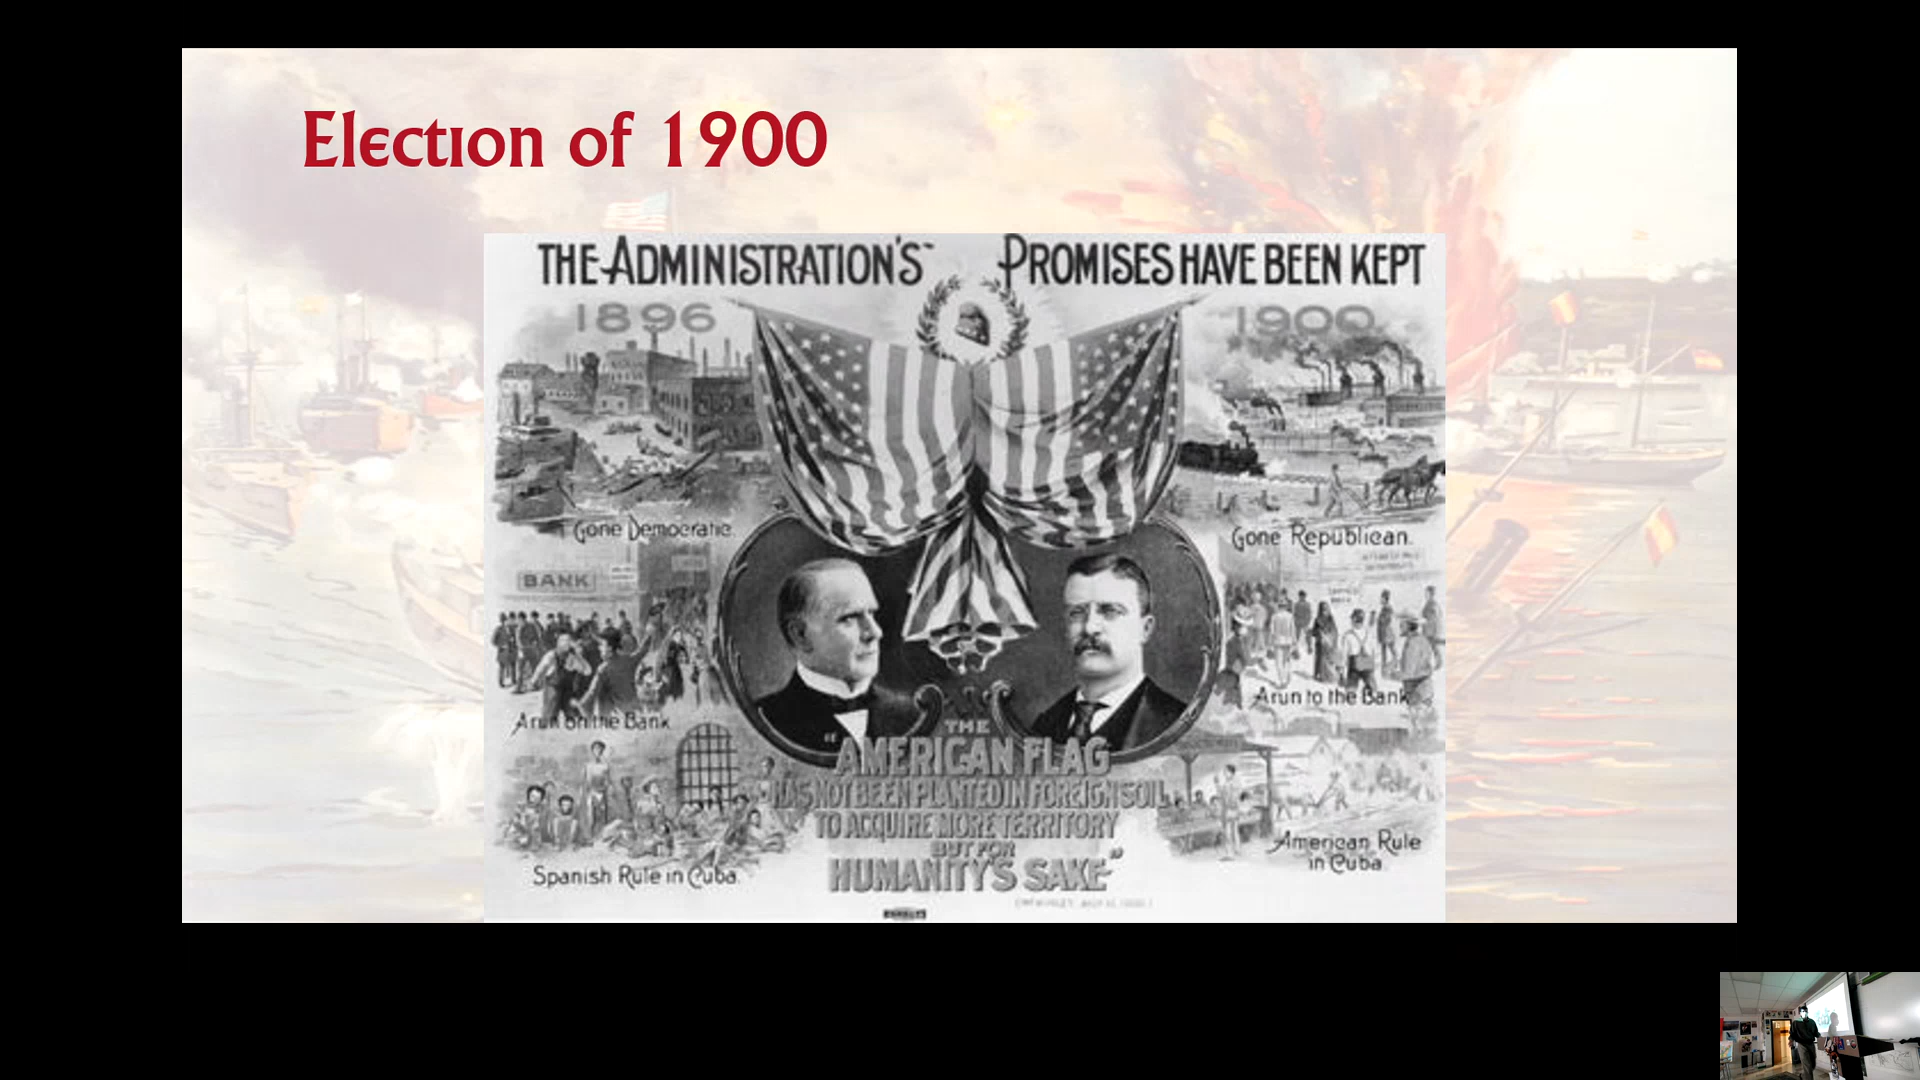 Election of 1900
THE ADMINISTRATION'S PROMISES HAVE BEEN KEPT
1896
1900
Gone Democratic.
Gone Republican.
BANK
A run on the Bank
A run to the Bank
THE
"AMERICAN FLAG
HAS NOT BEEN PLANTED IN FOREIGN SOIL
TO ACQUIRE MORE TERRITORY
BUT FOR
HUMANITY'S SAKE"
Spanish Rule in Cuba.
American Rule
in Cuba.